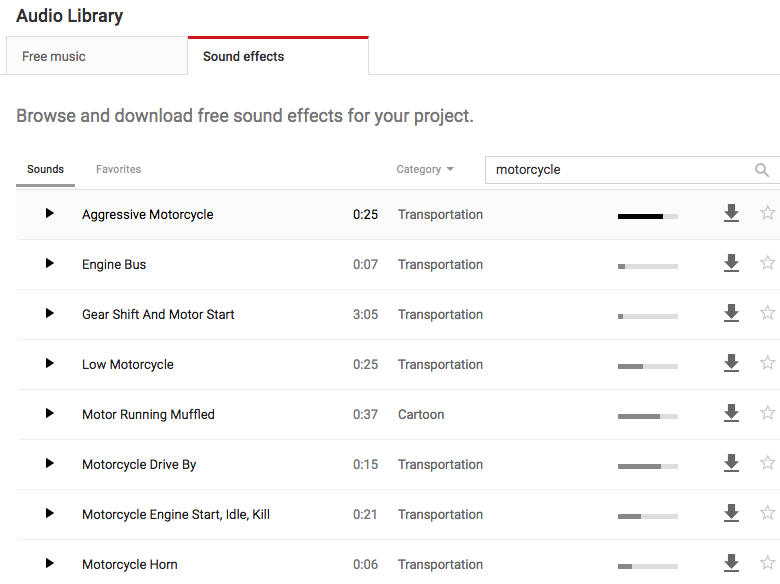 Audio Library
Free music
Sound effects
Browse and download free sound effects for your project.
Sounds Favorites Category motorcycle
Aggressive Motorcycle 0:25 Transportation
Engine Bus 0:07 Transportation
Gear Shift And Motor Start 3:05 Transportation
Low Motorcycle 0:25 Transportation
Motor Running Muffled 0:37 Cartoon
Motorcycle Drive By 0:15 Transportation
Motorcycle Engine Start, Idle, Kill 0:21 Transportation
Motorcycle Horn 0:06 Transportation